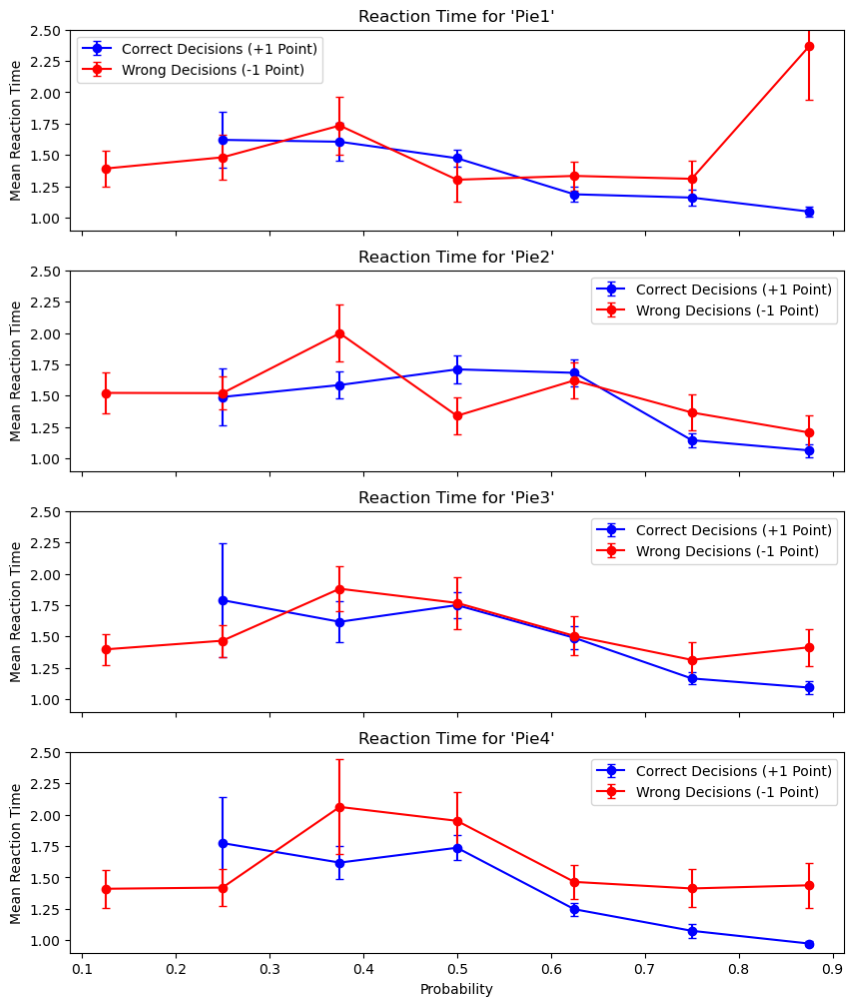 Reaction Time for 'Pie1'
2.50
2.25
2.00
1.75
1.50
1.25
1.00
Mean Reaction Time
Correct Decisions (+1 Point)
Wrong Decisions (-1 Point)
Reaction Time for 'Pie2'
2.50
2.25
2.00
1.75
1.50
1.25
1.00
Mean Reaction Time
Correct Decisions (+1 Point)
Wrong Decisions (-1 Point)
Reaction Time for 'Pie3'
2.50
2.25
2.00
1.75
1.50
1.25
1.00
Mean Reaction Time
Correct Decisions (+1 Point)
Wrong Decisions (-1 Point)
Reaction Time for 'Pie4'
2.50
2.25
2.00
1.75
1.50
1.25
1.00
Mean Reaction Time
Correct Decisions (+1 Point)
Wrong Decisions (-1 Point)
0.1 0.2 0.3 0.4 0.5 0.6 0.7 0.8 0.9
Probability